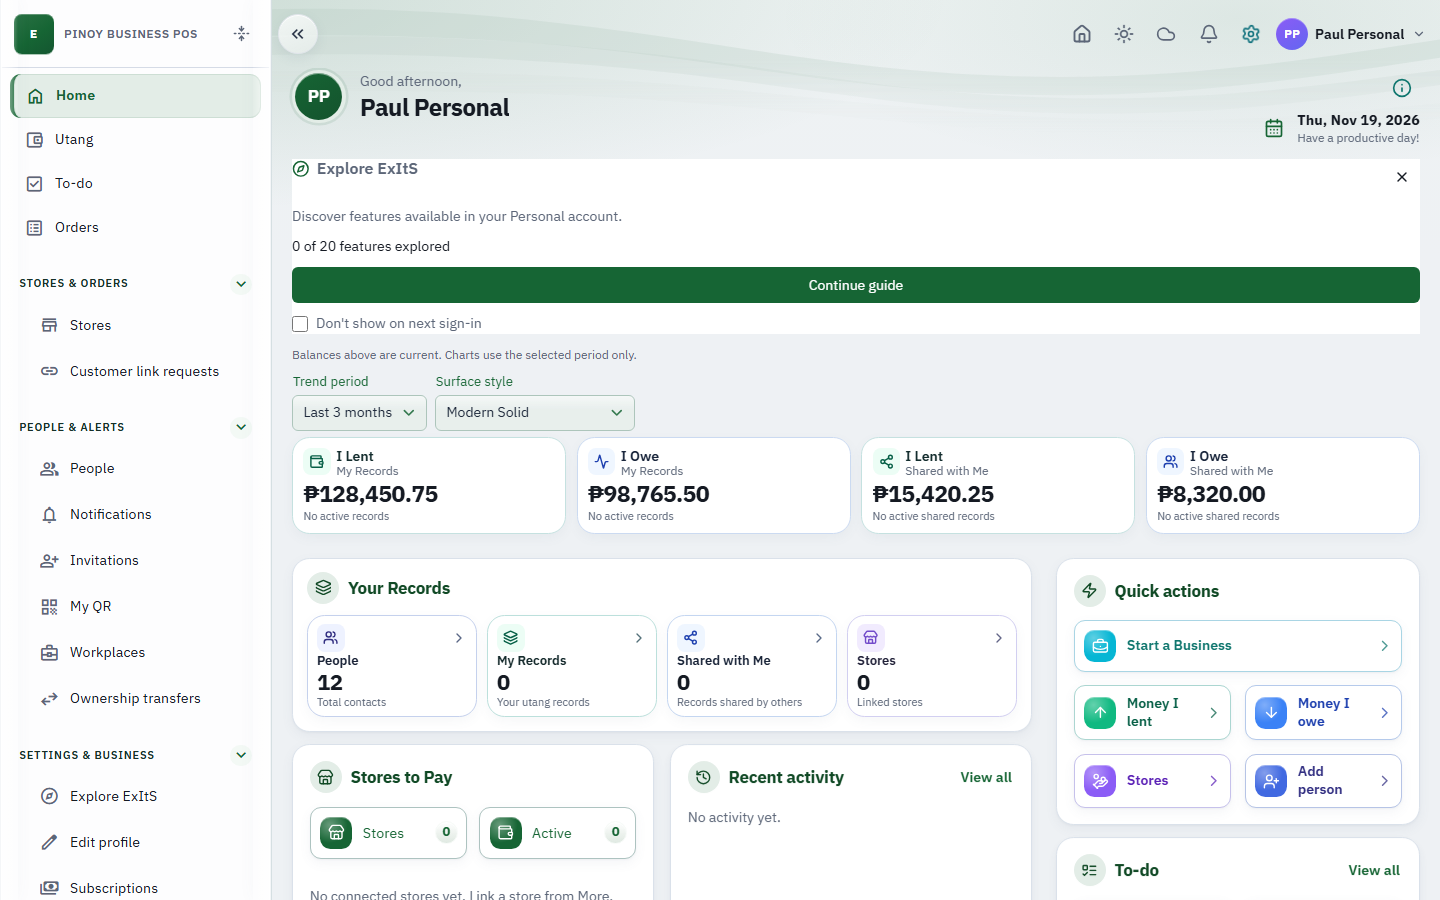 E
PINOY BUSINESS POS
Home
Utang
To-do
Orders
STORES & ORDERS
Stores
Customer link requests
PEOPLE & ALERTS
People
Notifications
Invitations
My QR
Workplaces
Ownership transfers
SETTINGS & BUSINESS
Explore ExItS
Edit profile
Subscriptions
PP
Paul Personal
PP
Good afternoon,
Paul Personal
Thu, Nov 19, 2026
Have a productive day!
Explore ExItS
Discover features available in your Personal account.
0 of 20 features explored
Continue guide
Don't show on next sign-in
Balances above are current. Charts use the selected period only.
Trend period
Surface style
Last 3 months
Modern Solid
I Lent
My Records
₱128,450.75
No active records
I Owe
My Records
₱98,765.50
No active records
I Lent
Shared with Me
₱15,420.25
No active shared records
I Owe
Shared with Me
₱8,320.00
No active shared records
Your Records
People
12
Total contacts
My Records
0
Your utang records
Shared with Me
0
Records shared by others
Stores
0
Linked stores
Quick actions
Start a Business
Money I
lent
Money I
owe
Stores
Add
person
Stores to Pay
Stores
0
Active
0
No connected stores yet. Link a store from More.
Recent activity
View all
No activity yet.
To-do
View all